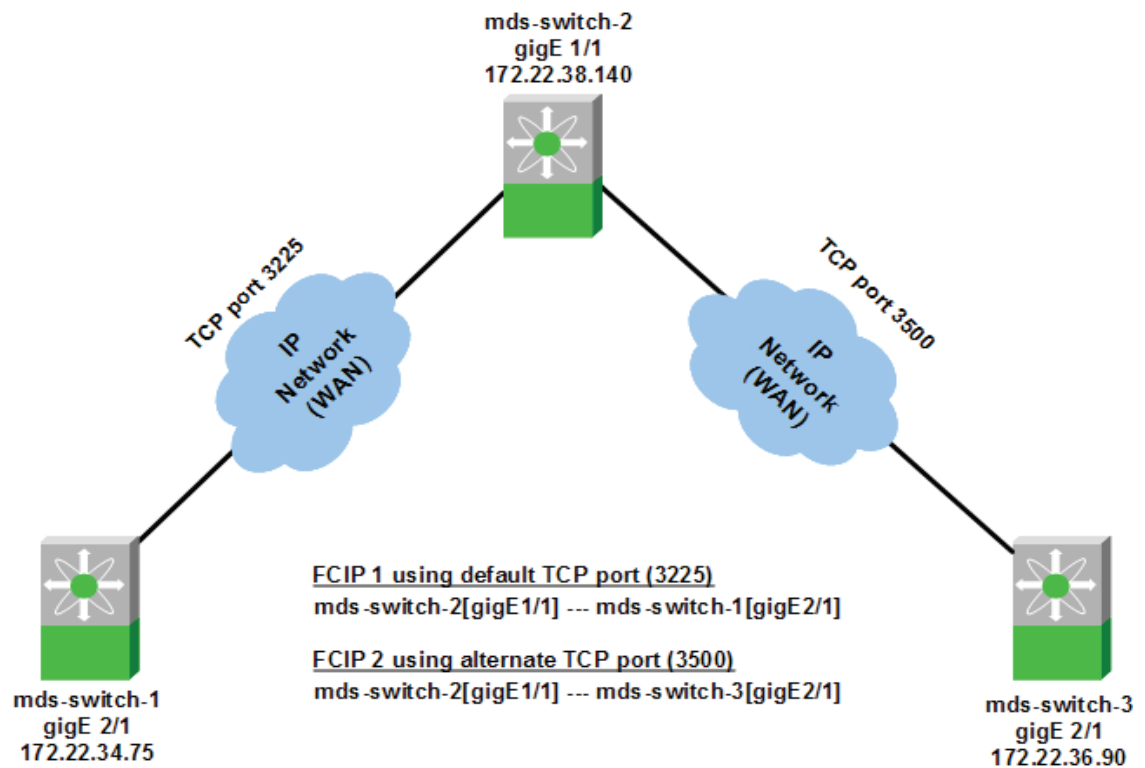 mds-switch-2
gigE 1/1
172.22.38.140
TCP port 3225
TCP port 3500
IP
Network
(WAN)
IP
Network
(WAN)
FCIP 1 using default TCP port (3225)
mds-switch-2[gigE1/1] --- mds-switch-1[gigE2/1]
FCIP 2 using alternate TCP port (3500)
mds-switch-2[gigE1/1] --- mds-switch-3[gigE2/1]
mds-switch-1
gigE 2/1
172.22.34.75
mds-switch-3
gigE 2/1
172.22.36.90